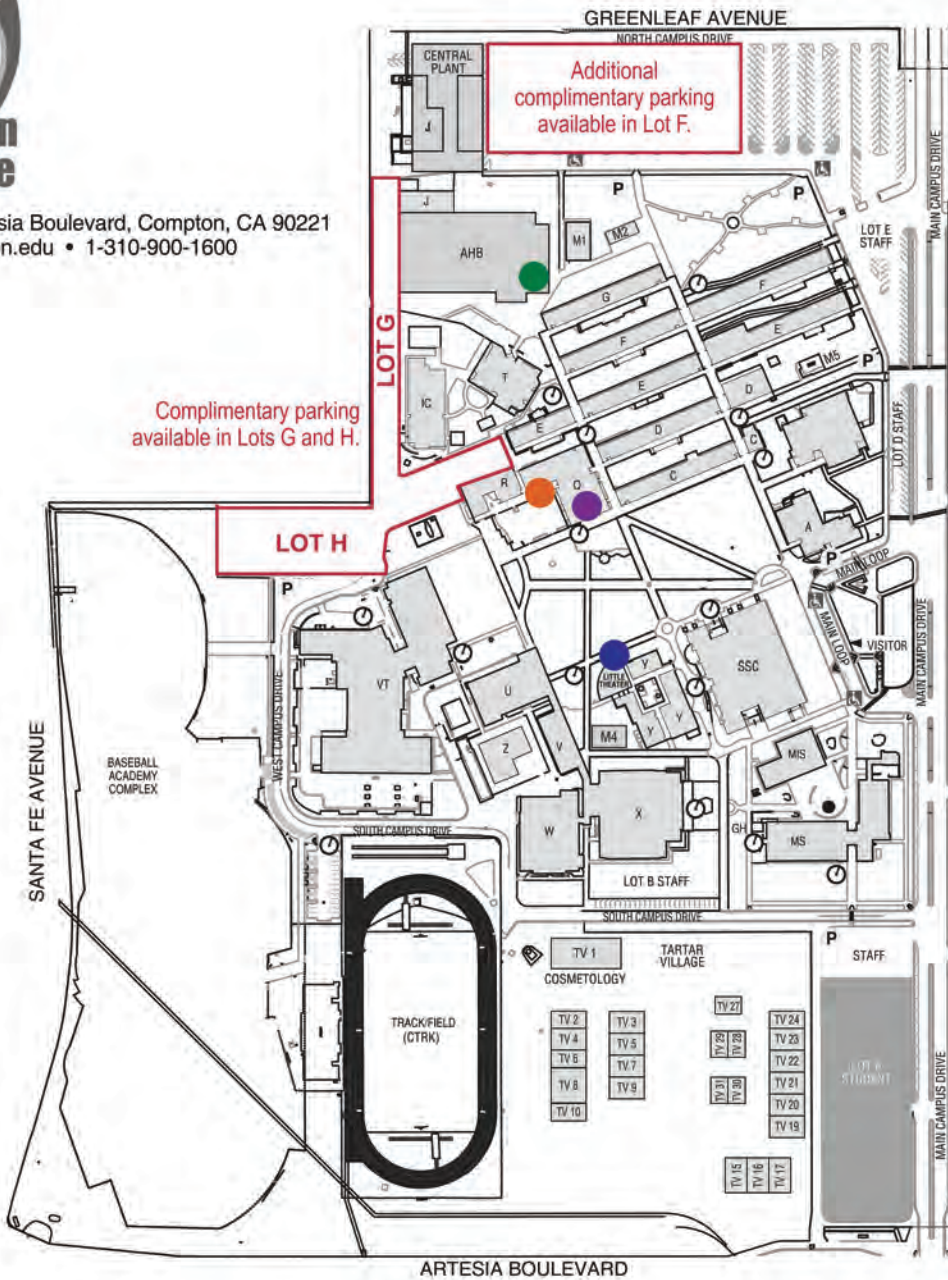 GREENLEAF AVENUE
NORTH CAMPUS DRIVE
CENTRAL
PLANT
Additional
complimentary parking
available in Lot F.
J
P
P
J
M1
M2
MAIN CAMPUS DRIVE
LOT E
STAFF
sia Boulevard, Compton, CA 90221
n.edu • 1-310-900-1600
AHB
G
F
F
E
M5
P
LOT G
T
IC
E
D
E
D
C
C
LOT D STAFF
Complimentary parking
available in Lots G and H.
R
Q
A
LOT H
P
P
MAIN LOOP
MAIN LOOP
VISITOR
MAIN CAMPUS DRIVE
VT
U
LITTLE
THEATER
Y
Y
Y
SSC
Z
V
M4
MIS
WEST CAMPUS DRIVE
SANTA FE AVENUE
BASEBALL
ACADEMY
COMPLEX
W
X
GH
MS
SOUTH CAMPUS DRIVE
LOT B STAFF
SOUTH CAMPUS DRIVE
P
STAFF
TV 1
COSMETOLOGY
TARTAR
VILLAGE
TRACK/FIELD
(CTRK)
TV 2
TV 4
TV 6
TV 8
TV 10
TV 3
TV 5
TV 7
TV 9
TV 27
TV 29
TV 28
TV 31
TV 30
TV 24
TV 23
TV 22
TV 21
TV 20
TV 19
TV 15
TV 16
TV 17
STUDENT
MAIN CAMPUS DRIVE
ARTESIA BOULEVARD